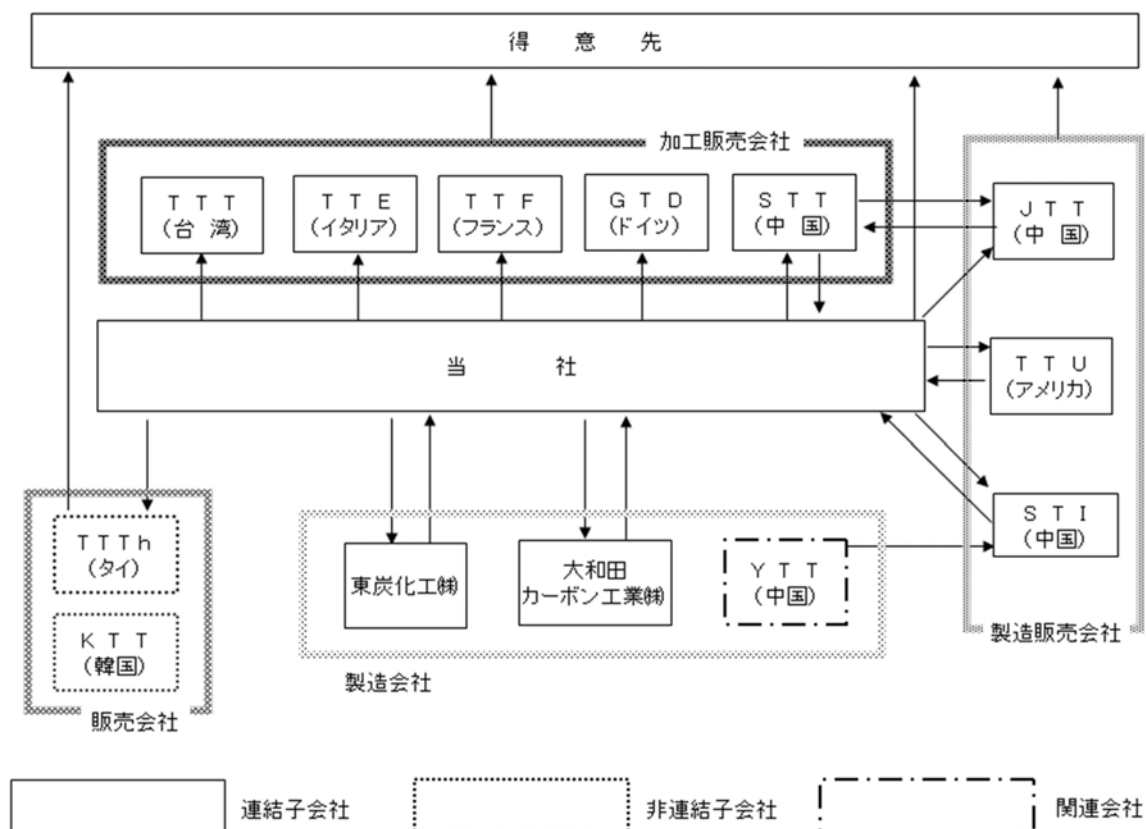 得意先
加工販売会社
TTT
(台湾)
TTE
(イタリア)
TTF
(フランス)
GTD
(ドイツ)
STT
(中国)
JTT
(中国)
当社
TTU
(アメリカ)
STI
(中国)
製造販売会社
TTTh
(タイ)
KTT
(韓国)
販売会社
東炭化工㈱
大和田
カーボン工業㈱
YTT
(中国)
製造会社
連結子会社
非連結子会社
関連会社